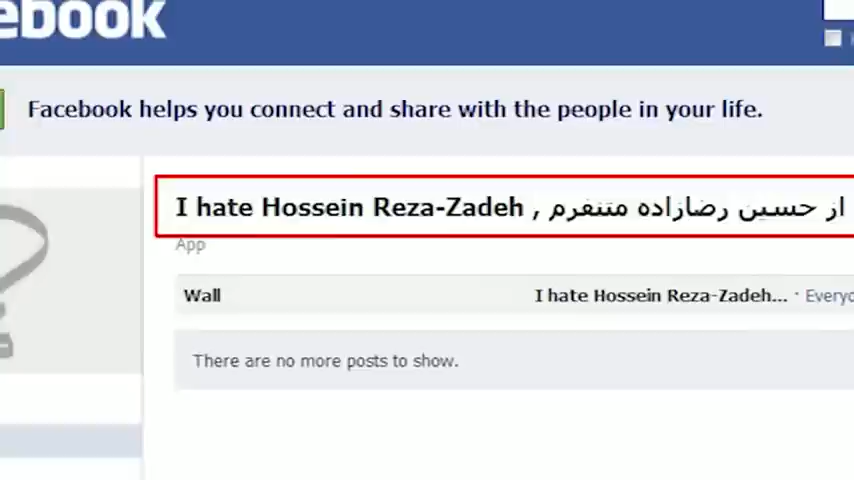 ebook
Facebook helps you connect and share with the people in your life.
I hate Hossein Reza-Zadeh , از حسین رضازاده متنفرم
App
Wall I hate Hossein Reza-Zadeh... · Everyo
There are no more posts to show.